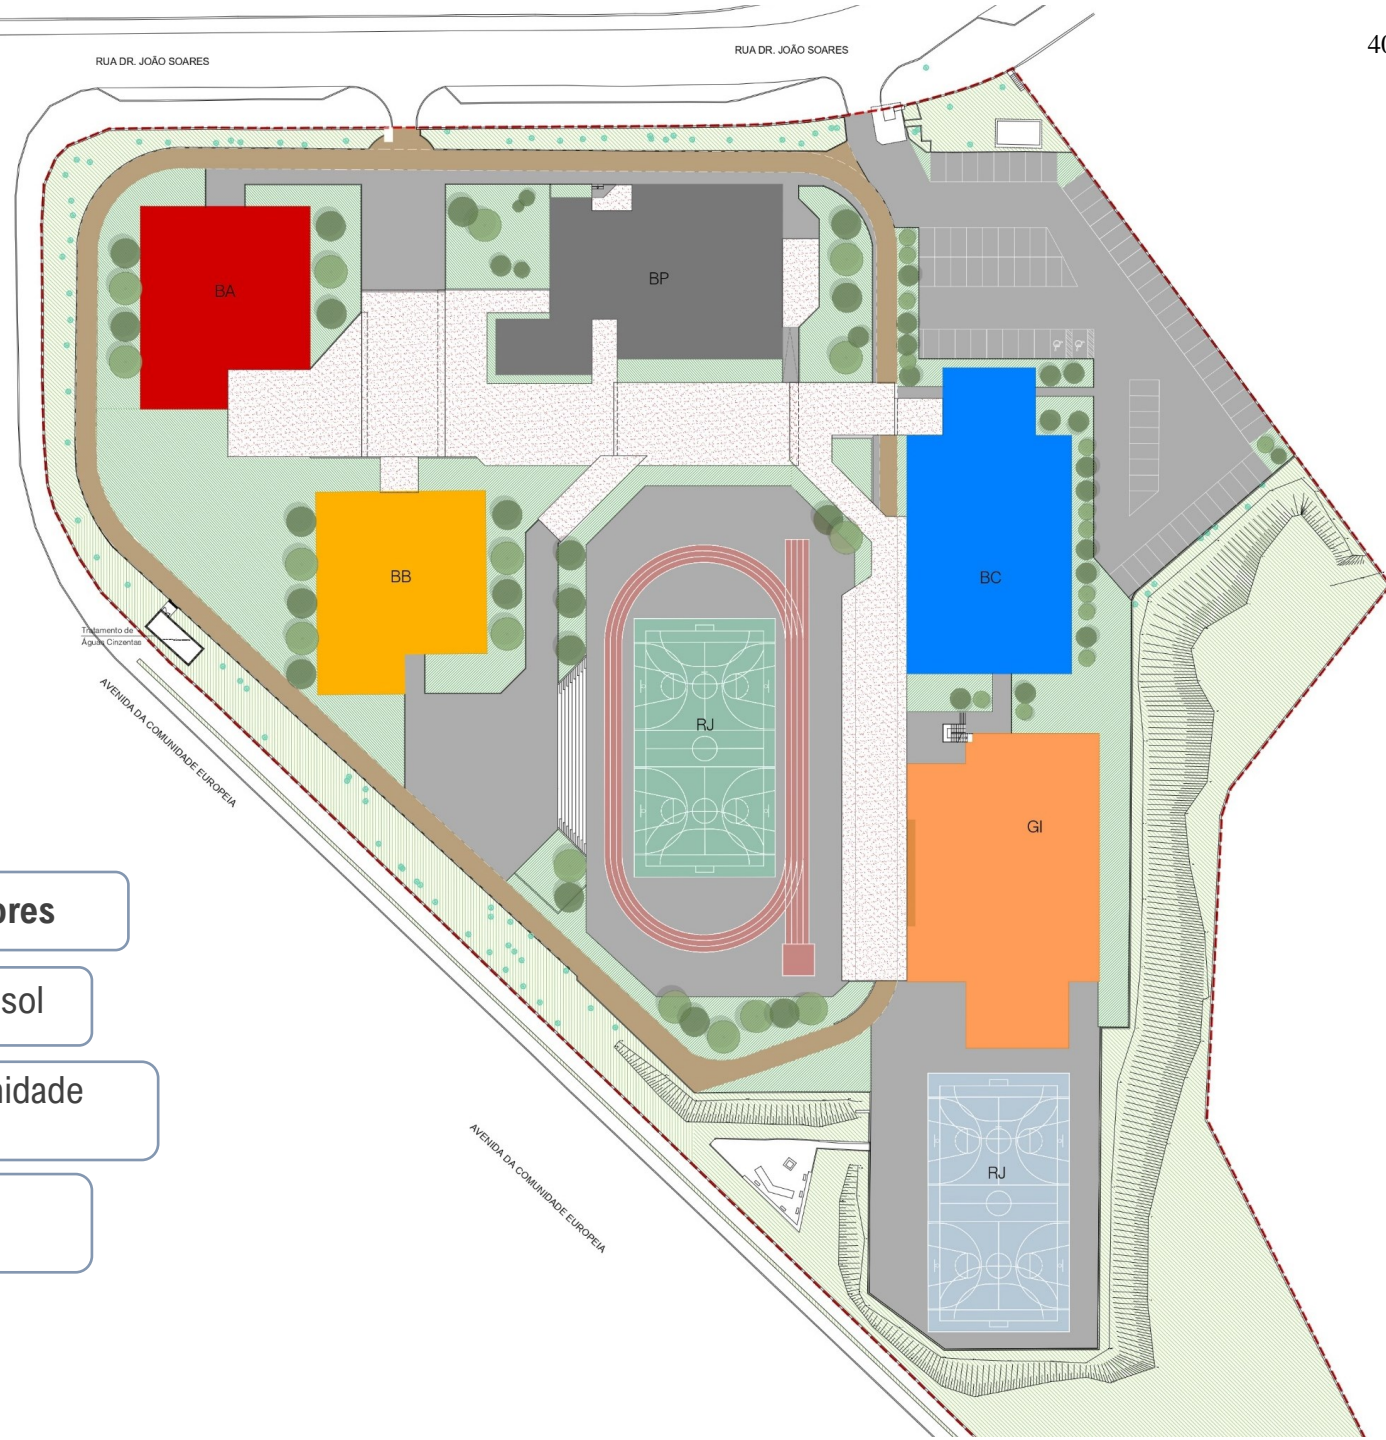 RUA DR. JOÃO SOARES
RUA DR. JOÃO SOARES
40
BA
BP
BB
BC
Tratamento de
Águas Cinzentas
AVENIDA DA COMUNIDADE EUROPEIA
RJ
GI
ores
sol
nidade
AVENIDA DA COMUNIDADE EUROPEIA
RJ